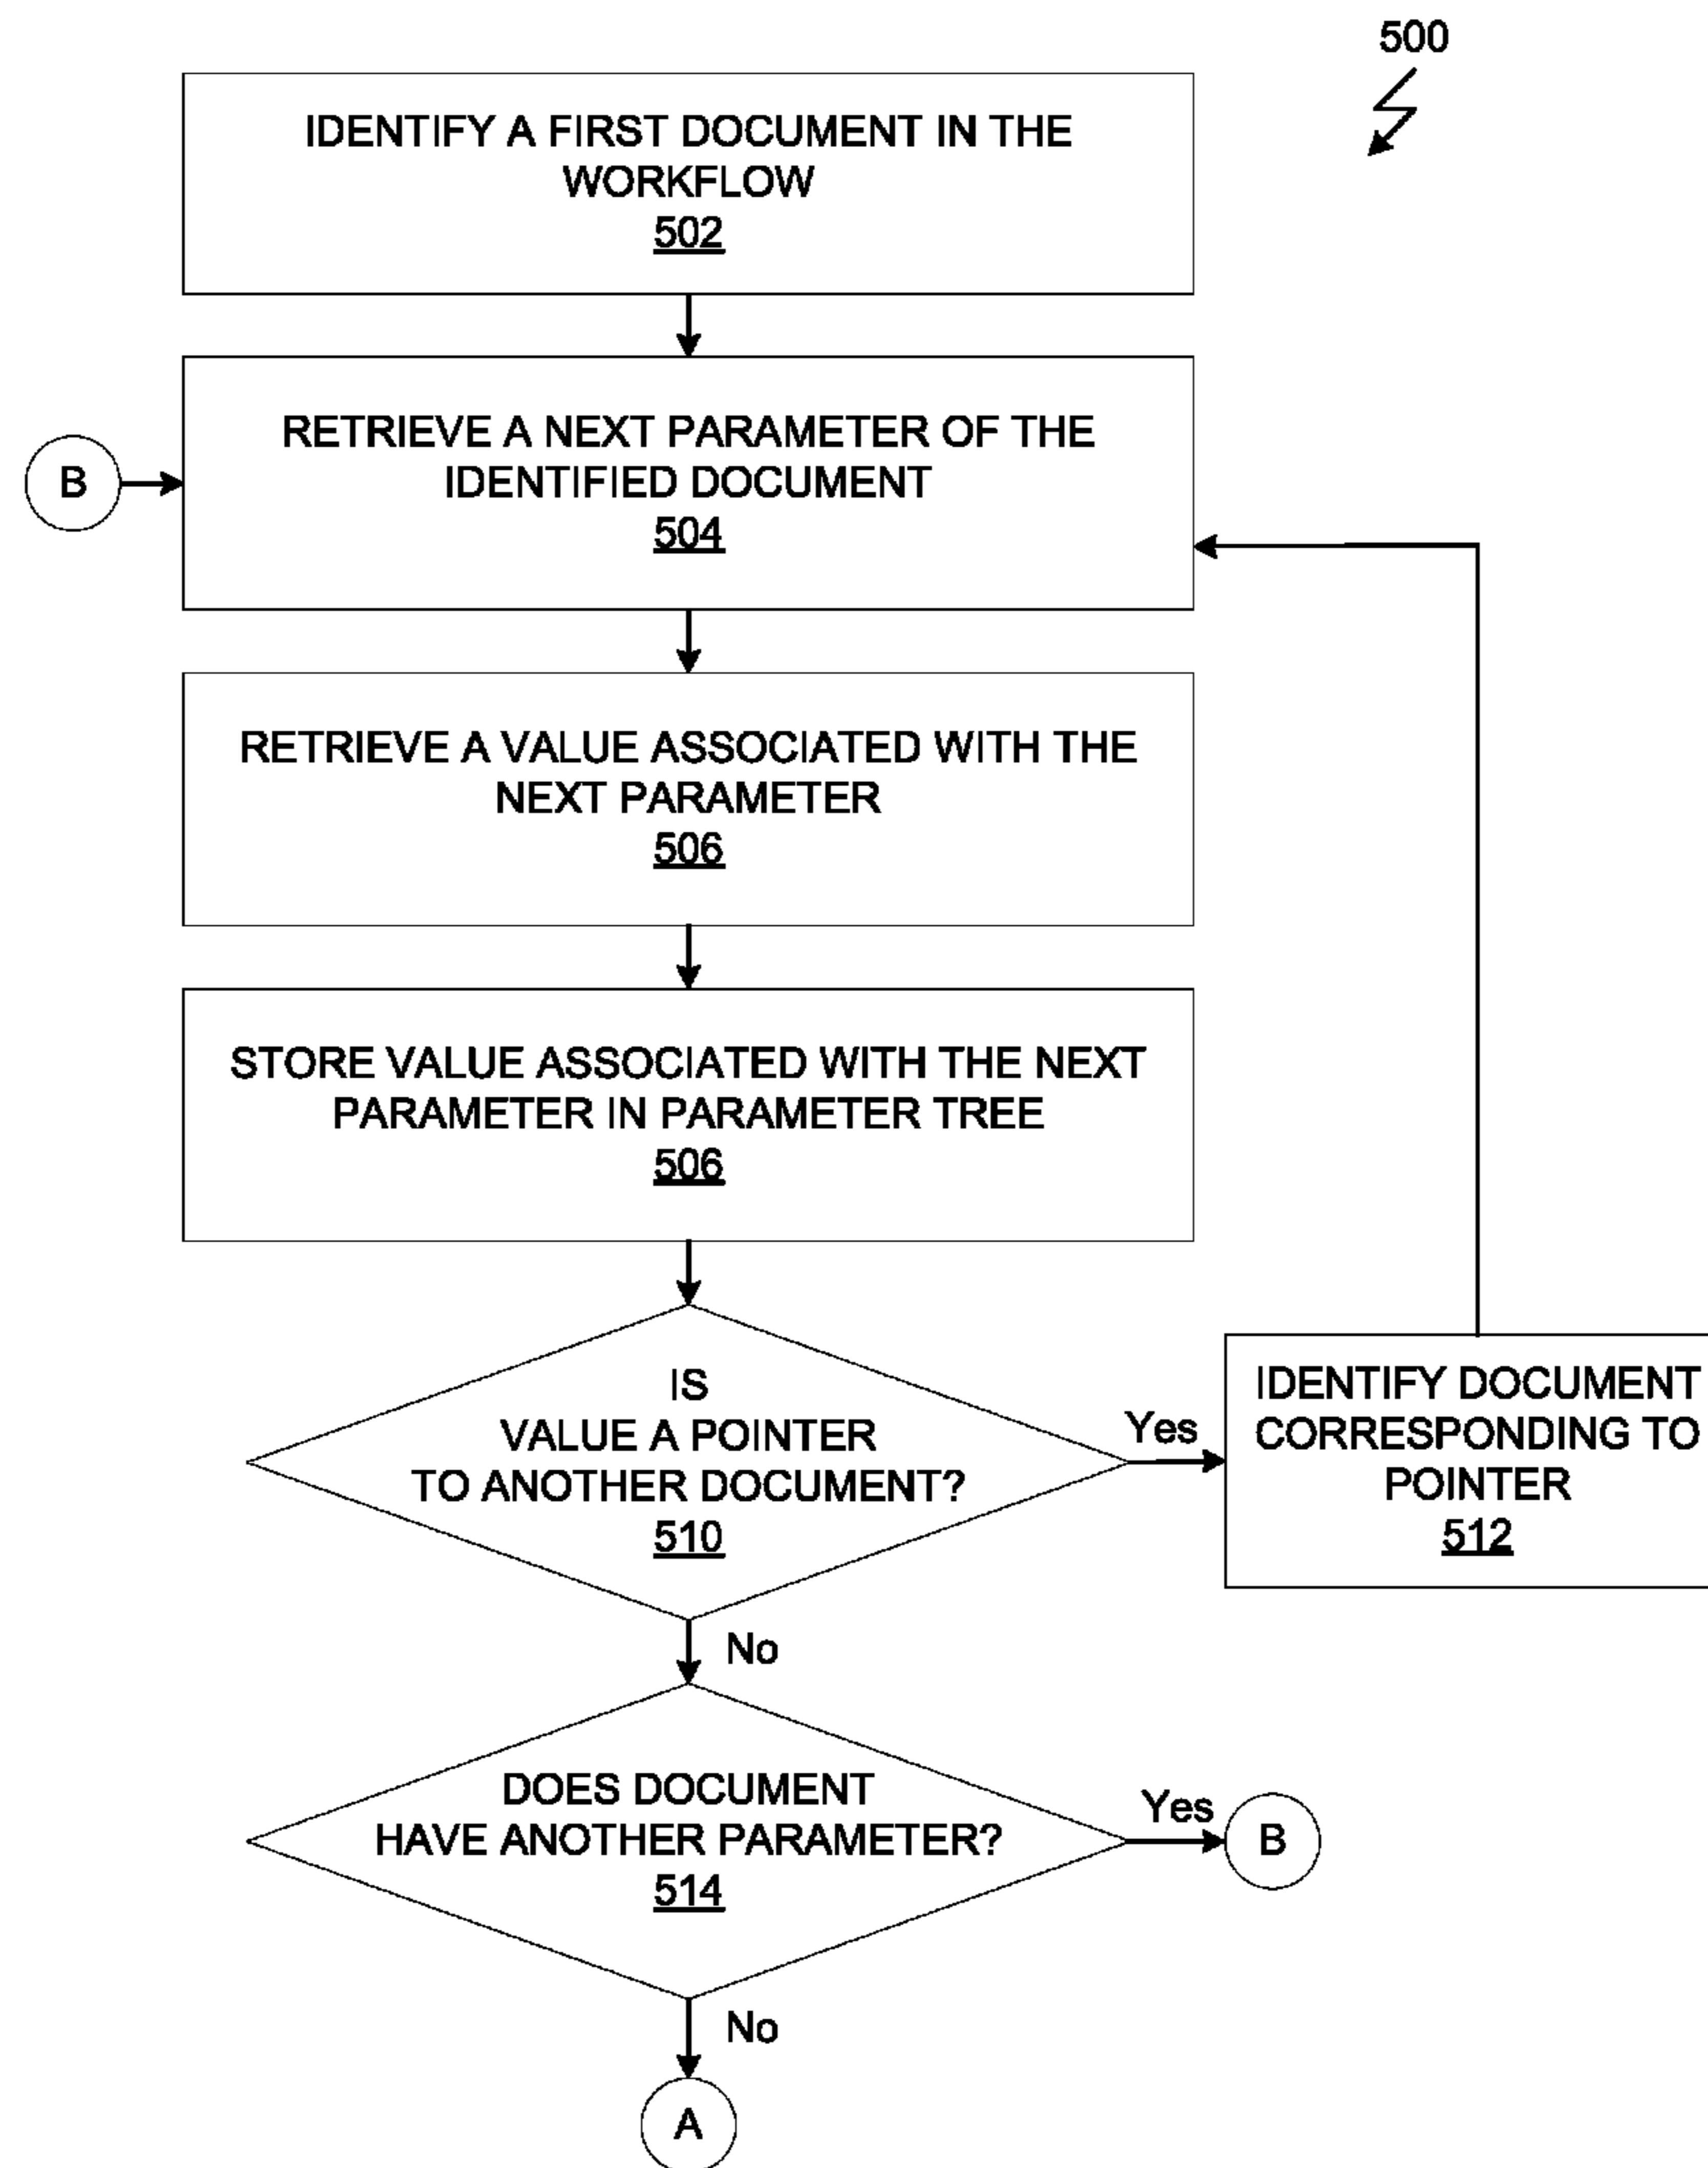 500
IDENTIFY A FIRST DOCUMENT IN THE
WORKFLOW
502
RETRIEVE A NEXT PARAMETER OF THE
IDENTIFIED DOCUMENT
504
B
RETRIEVE A VALUE ASSOCIATED WITH THE
NEXT PARAMETER
506
STORE VALUE ASSOCIATED WITH THE NEXT
PARAMETER IN PARAMETER TREE
506
IS
VALUE A POINTER
TO ANOTHER DOCUMENT?
510
Yes
IDENTIFY DOCUMENT
CORRESPONDING TO
POINTER
512
No
DOES DOCUMENT
HAVE ANOTHER PARAMETER?
514
Yes
B
No
A